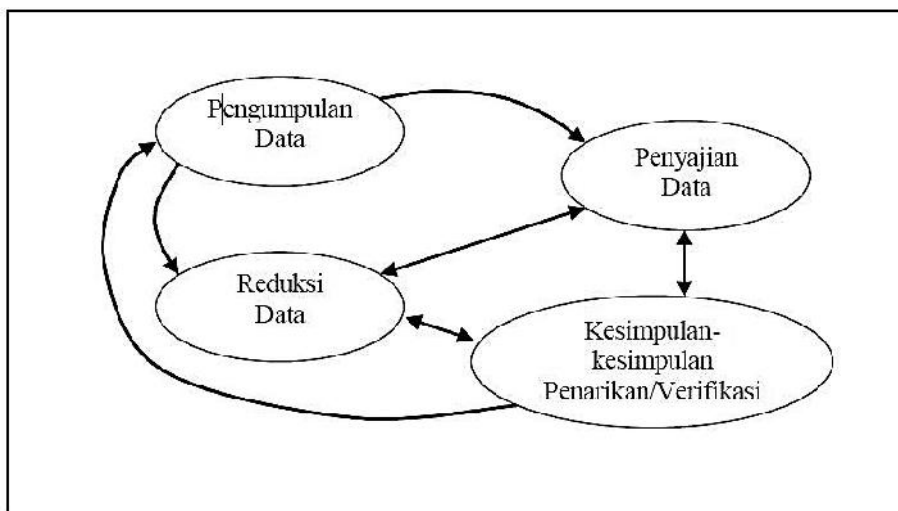 Pengumpulan
Data
Penyajian
Data
Reduksi
Data
Kesimpulan-
kesimpulan
Penarikan/Verifikasi